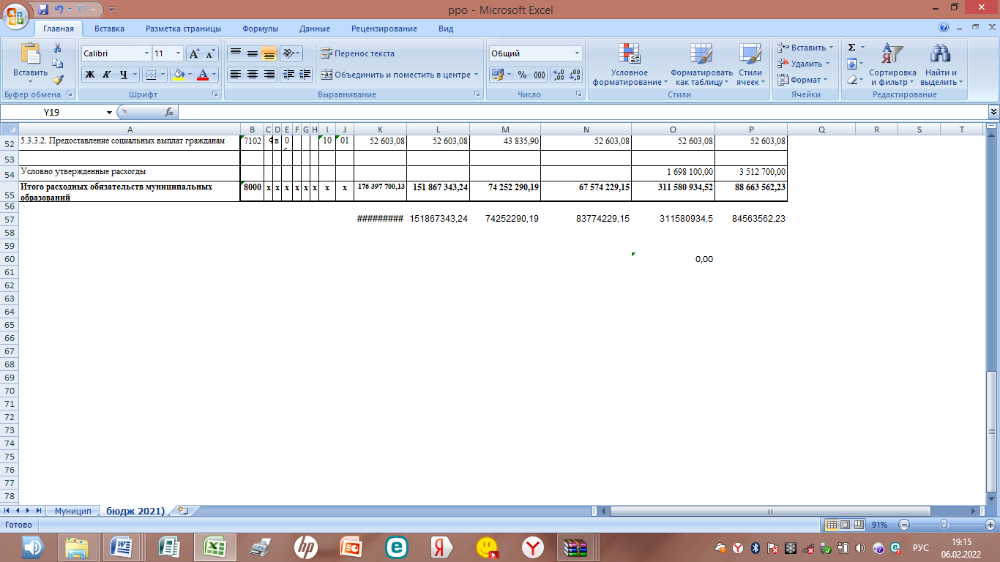 ppo - Microsoft Excel
Главная Вставка Разметка страницы Формулы Данные Рецензирование Вид
Вставить Calibri 11 Перенос текста Общий Условное форматирование Форматировать как таблицу Стили ячеек Вставить Σ Сортировка и фильтр Найти и выделить
Ж К Ч Объединить и поместить в центре % 000 Удалить
Формат
Буфер обмена Шрифт Выравнивание Число Стили Ячейки Редактирование
Y19 fx
A B C D E F G H I J K L M N O P Q R S T
52 5.3.3.2. Предоставление социальных выплат гражданам 7102 в 0 10 01 52 603,08 52 603,08 43 835,90 52 603,08 52 603,08 52 603,08
53
54 Условно утвержденные расхогды 1 698 100,00 3 512 700,00
55 Итого расходных обязательств муниципальных образований 8000 x x x x x x x x 176 397 700,13 151 867 343,24 74 252 290,19 67 574 229,15 311 580 934,52 88 663 562,23
56
57 ######### 151867343,24 74252290,19 83774229,15 311580934,5 84563562,23
58
59
60 0,00
61
62
63
64
65
66
67
68
69
70
71
72
73
74
75
76
77
78
Муницип бюдж 2021)
Готово 91%
РУС 19:15
06.02.2022